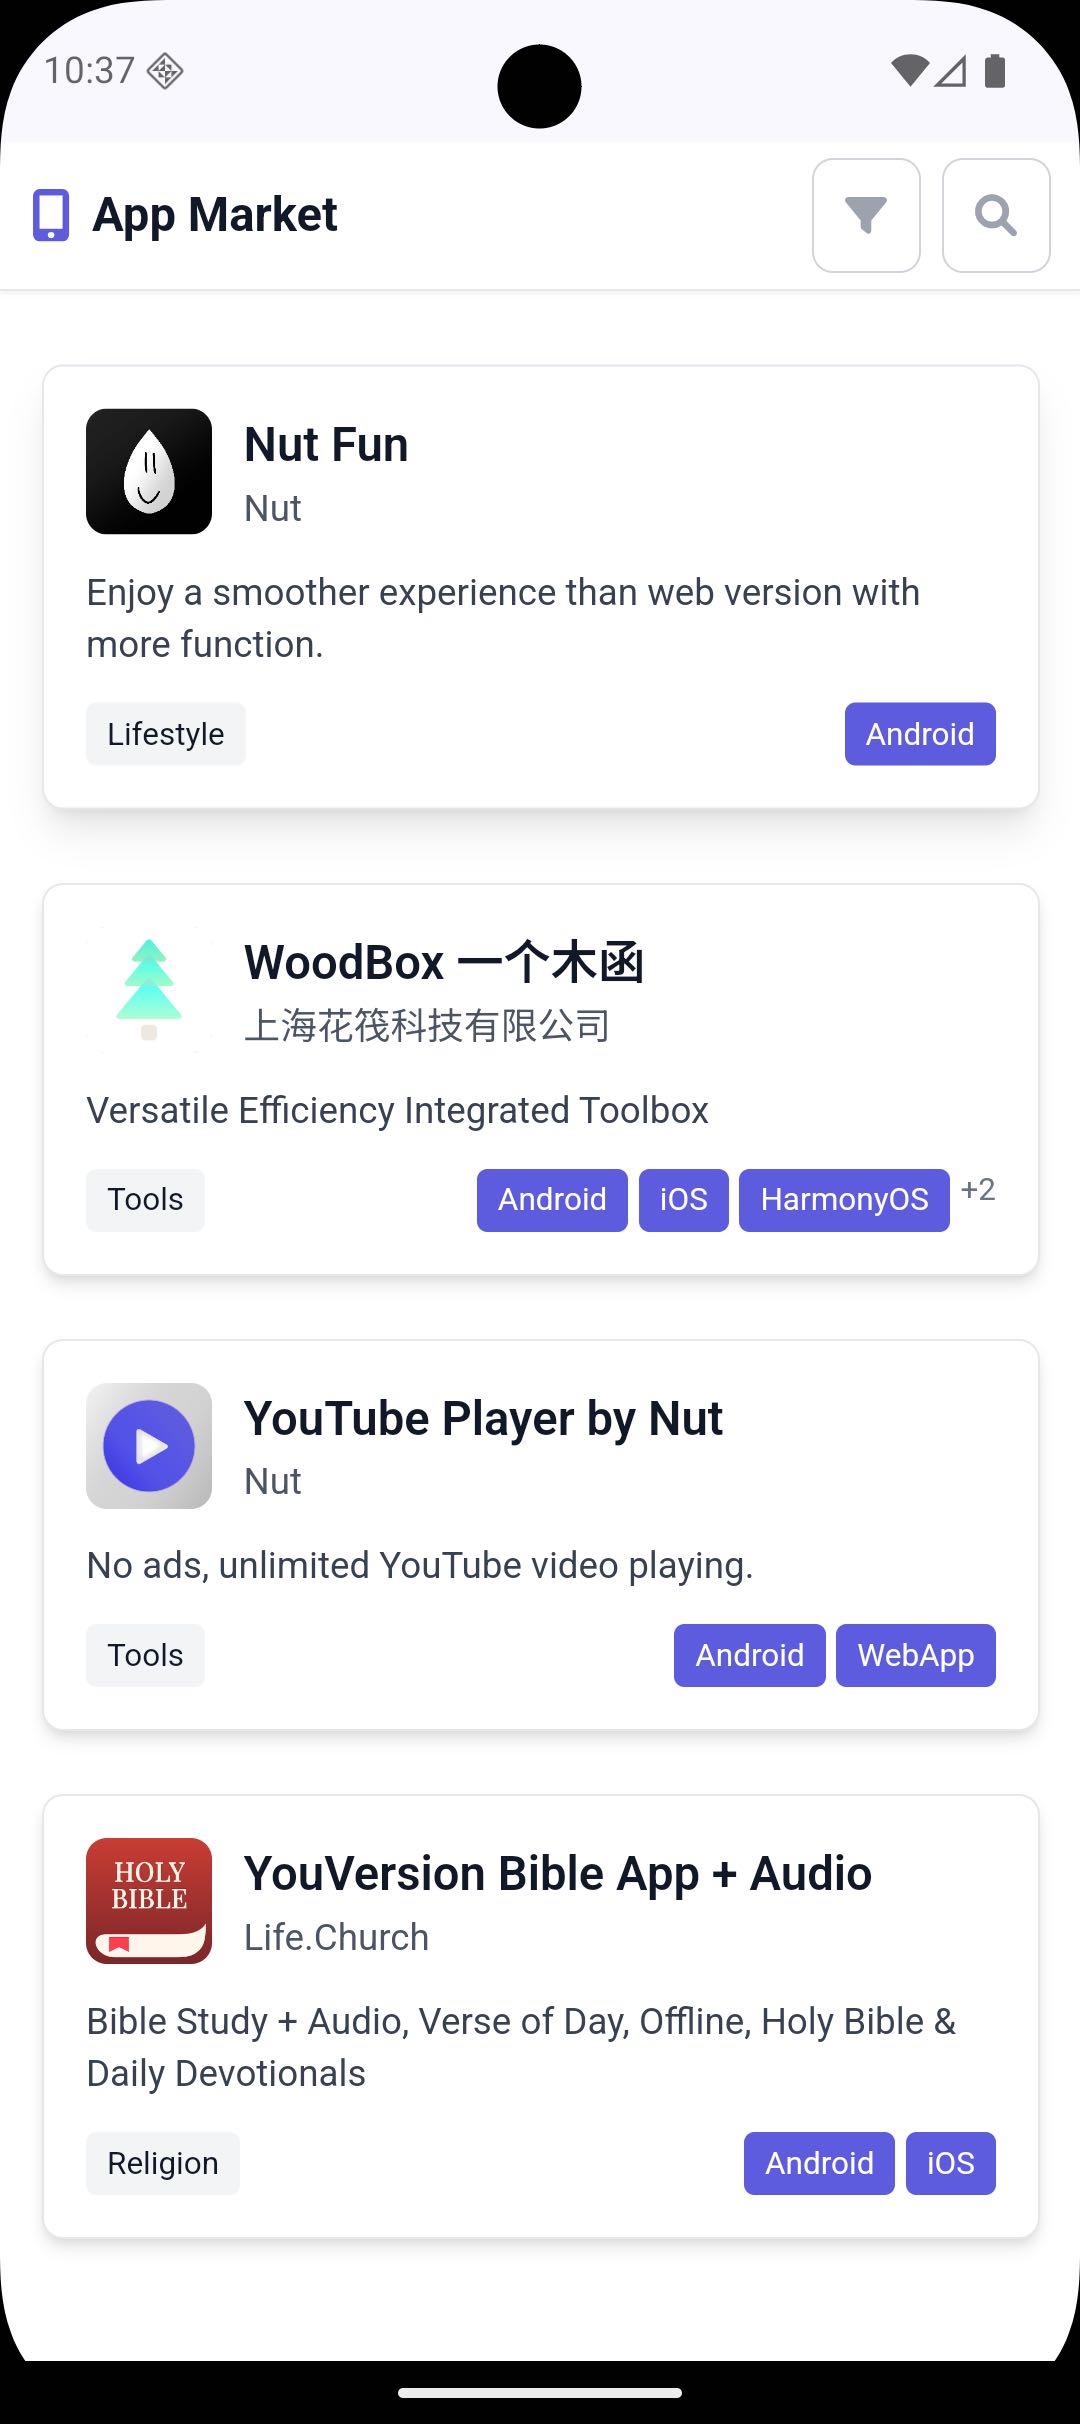 10:37
App Market
Nut Fun
Nut
Enjoy a smoother experience than web version with
more function.
Lifestyle
Android
WoodBox 一个木函
上海花筏科技有限公司
Versatile Efficiency Integrated Toolbox
Tools
Android
iOS
HarmonyOS
+2
YouTube Player by Nut
Nut
No ads, unlimited YouTube video playing.
Tools
Android
WebApp
HOLY
BIBLE
YouVersion Bible App + Audio
Life.Church
Bible Study + Audio, Verse of Day, Offline, Holy Bible &
Daily Devotionals
Religion
Android
iOS